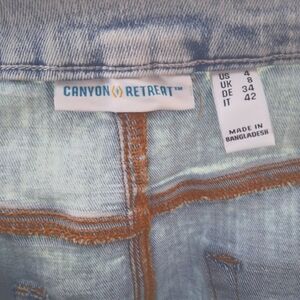 CANYON RETREAT™
US 4
UK 8
DE 34
IT 42
MADE IN
BANGLADESH